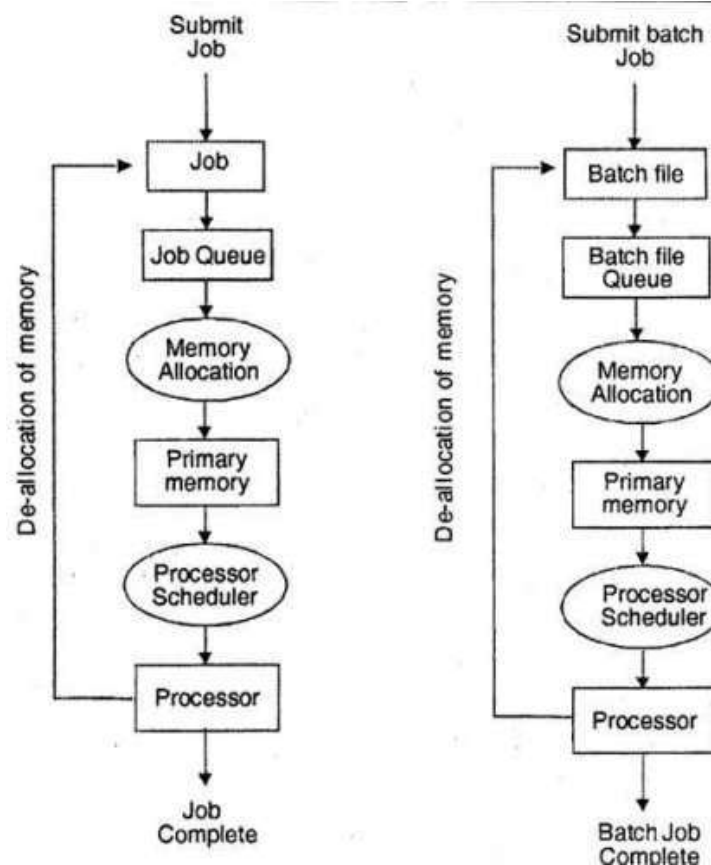 Submit
Job
Job
Job Queue
Memory
Allocation
Primary
memory
Processor
Scheduler
Processor
Job
Complete
De-allocation of memory
Submit batch
Job
Batch file
Batch file
Queue
Memory
Allocation
Primary
memory
Processor
Scheduler
Processor
Batch Job
Complete
De-allocation of memory